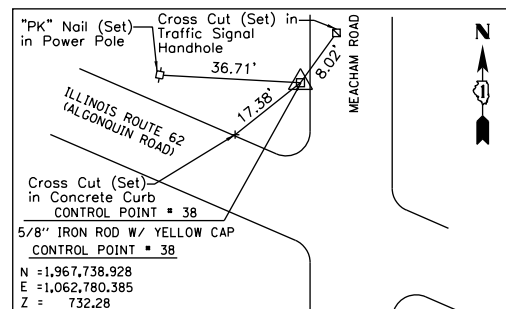 "PK" Nail (Set)
in Power Pole
Cross Cut (Set) in
Traffic Signal
Handhole
36.71'
8.02'
MEACHAM ROAD
N
1
17.38'
ILLINOIS ROUTE 62
(ALGONQUIN ROAD)
Cross Cut (Set)
in Concrete Curb
CONTROL POINT # 38
5/8" IRON ROD W/ YELLOW CAP
CONTROL POINT # 38
N =1,967,738.928
E =1,062,780.385
Z = 732.28